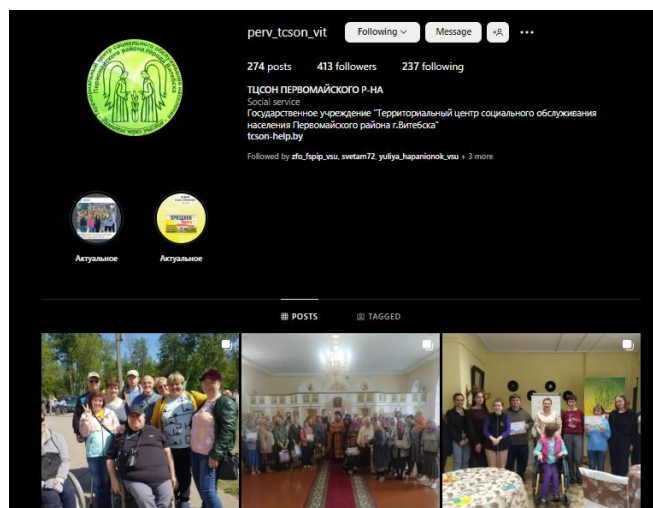 perv_tcson_vit
Following
Message
274 posts 413 followers 237 following
ТЦСОН ПЕРВОМАЙСКОГО Р-НА
Social service
Государственное учреждение "Территориальный центр социального обслуживания
населения Первомайского района г.Витебска"
tcson-help.by
Followed by zfo_fspip_vsu, svetam72, yuliya_hapanionok_vsu + 3 more
ПРАЗДНИК
Актуальное
Актуальное
POSTS
TAGGED